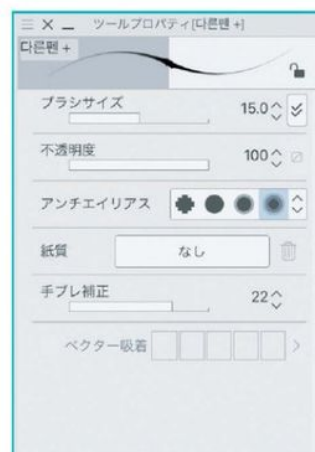 ツールプロパティ[다른펜 +]
다른펜 +
ブラシサイズ 15.0
不透明度 100
アンチエイリアス
紙質 なし
手ブレ補正 22
ベクター吸着